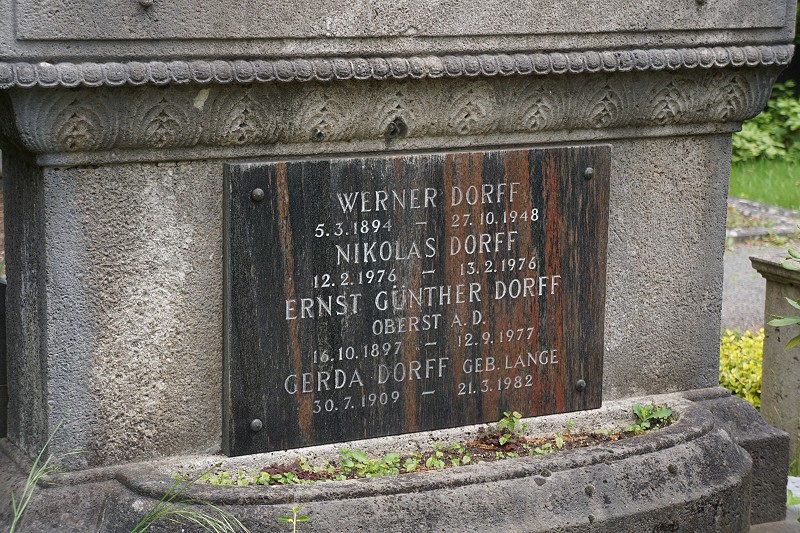 WERNER DORFF
5.3.1894 – 27.10.1948
NIKOLAS DORFF
12.2.1976 – 13.2.1976
ERNST GÜNTHER DORFF
OBERST A.D.
16.10.1897 – 12.9.1977
GERDA DORFF GEB. LANGE
30.7.1909 – 21.3.1982